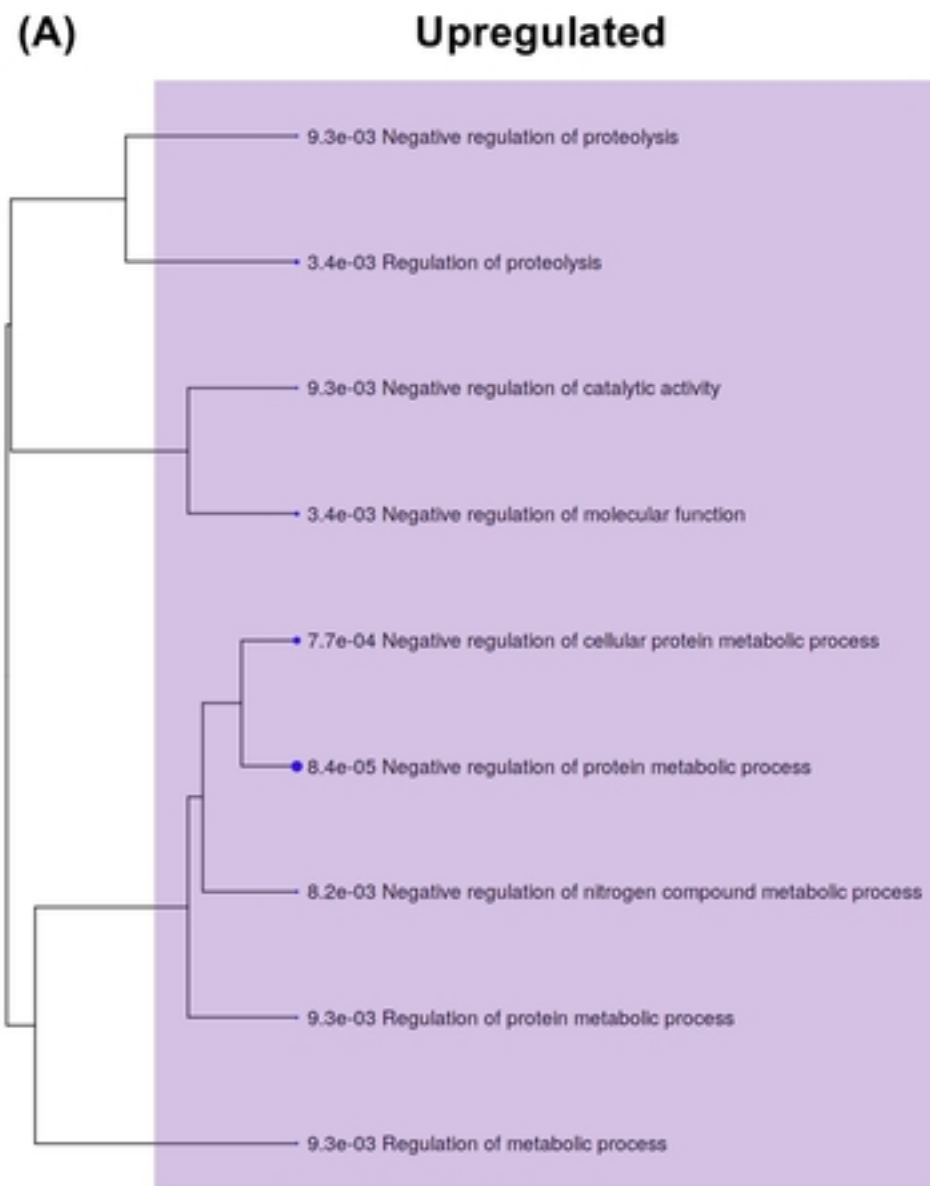 (A) Upregulated
9.3e-03 Negative regulation of proteolysis
3.4e-03 Regulation of proteolysis
9.3e-03 Negative regulation of catalytic activity
3.4e-03 Negative regulation of molecular function
7.7e-04 Negative regulation of cellular protein metabolic process
8.4e-05 Negative regulation of protein metabolic process
8.2e-03 Negative regulation of nitrogen compound metabolic process
9.3e-03 Regulation of protein metabolic process
9.3e-03 Regulation of metabolic process